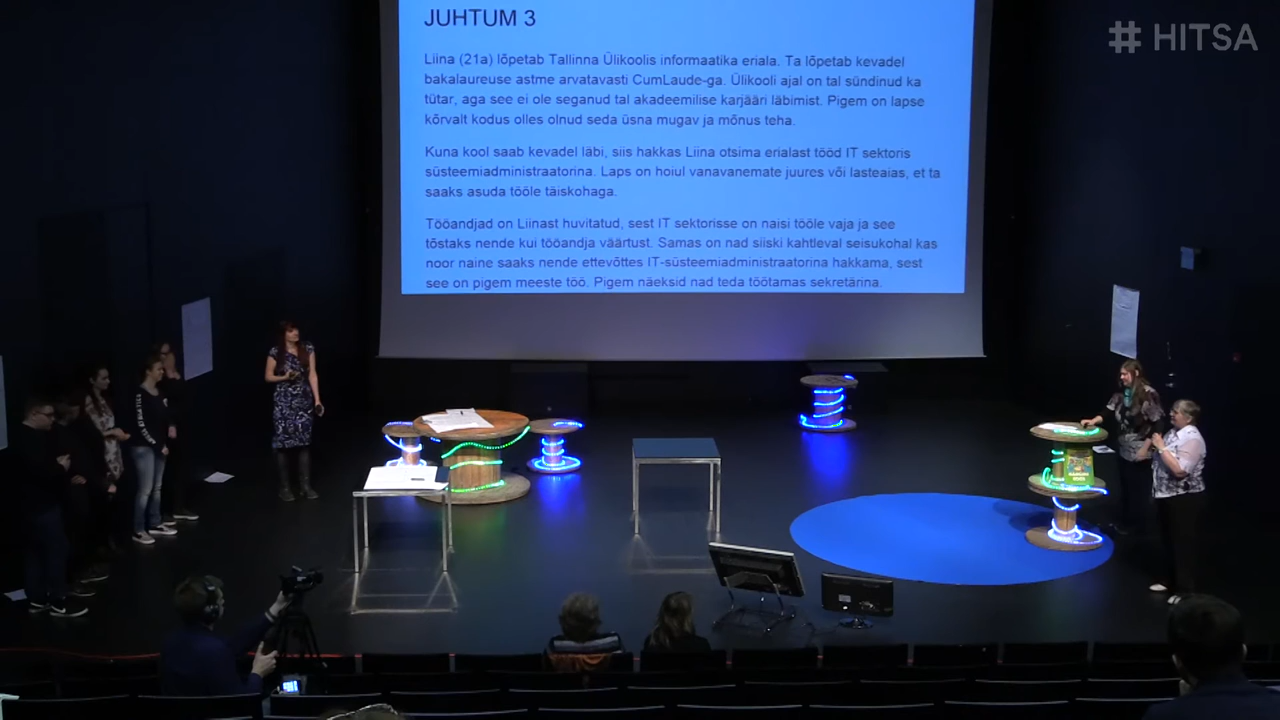 JUHTUM 3
# HITSA
Liina (21a) lõpetab Tallinna Ülikoolis informaatika eriala. Ta lõpetab kevadel
bakalaureuse astme arvatavasti CumLaude-ga. Ülikooli ajal on tal sündinud ka
tütar, aga see ei ole seganud tal akadeemilise karjääri läbimist. Pigem on lapse
kõrvalt kodus olles olnud seda üsna mugav ja mõnus teha.
Kuna kool saab kevadel läbi, siis hakkas Liina otsima erialast tööd IT sektoris
süsteemiadministraatorina. Laps on hoiul vanavanemate juures või lasteaias, et ta
saaks asuda tööle täiskohaga.
Tööandjad on Liinast huvitatud, sest IT sektorisse on naisi tööle vaja ja see
tõstaks nende kui tööandja väärtust. Samas on nad siiski kahtleval seisukohal kas
noor naine saaks nende ettevõttes IT-süsteemiadministraatorina hakkama, sest
see on pigem meeste töö. Pigem näeksid nad teda töötamas sekretärina.